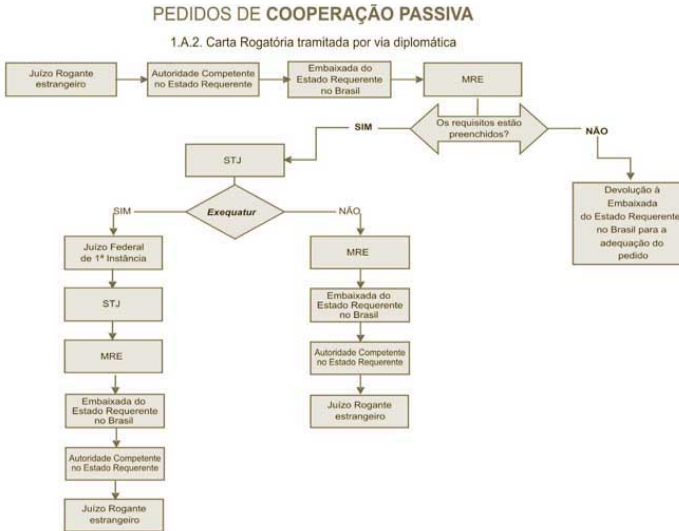 PEDIDOS DE COOPERAÇÃO PASSIVA
1.A.2. Carta Rogatória tramitada por via diplomática
Juízo Rogante
estrangeiro
Autoridade Competente
no Estado Requerente
Embaixada do
Estado Requerente
no Brasil
MRE
Os requisitos estão
preenchidos?
SIM
NÃO
STJ
Devolução à
Embaixada
do Estado Requerente
no Brasil para a
adequação do
pedido
Exequatur
SIM
NÃO
Juízo Federal
de 1ª Instância
STJ
MRE
Embaixada do
Estado Requerente
no Brasil
Autoridade Competente
no Estado Requerente
Juízo Rogante
estrangeiro
MRE
Embaixada do
Estado Requerente
no Brasil
Autoridade Competente
no Estado Requerente
Juízo Rogante
estrangeiro